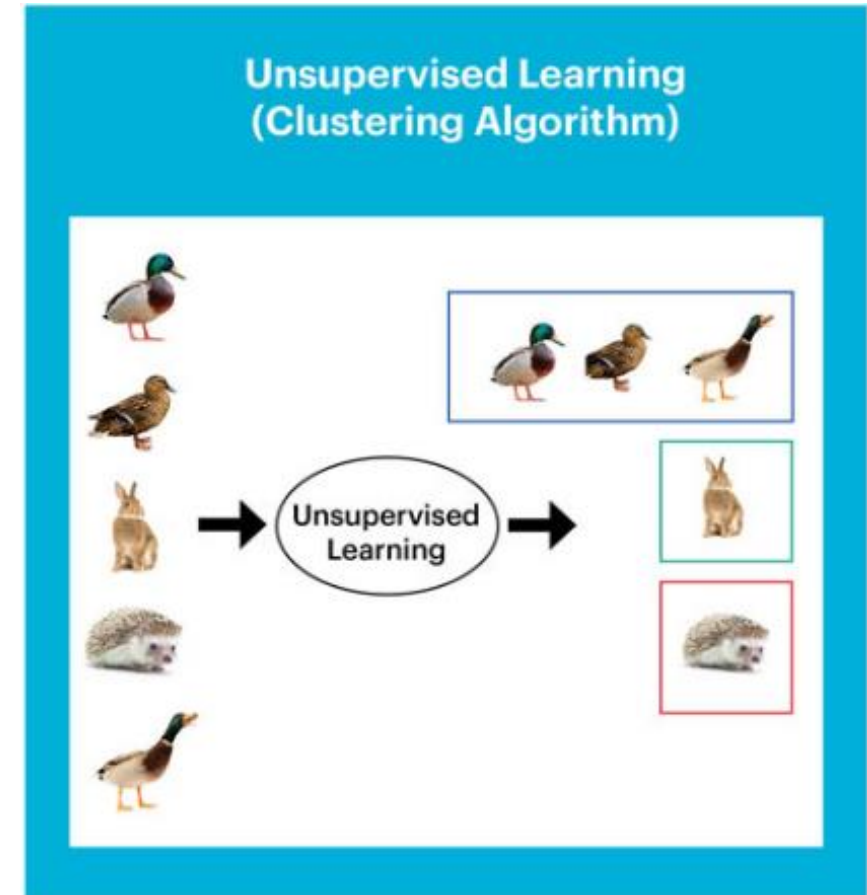 Unsupervised Learning
(Clustering Algorithm)
Unsupervised
Learning